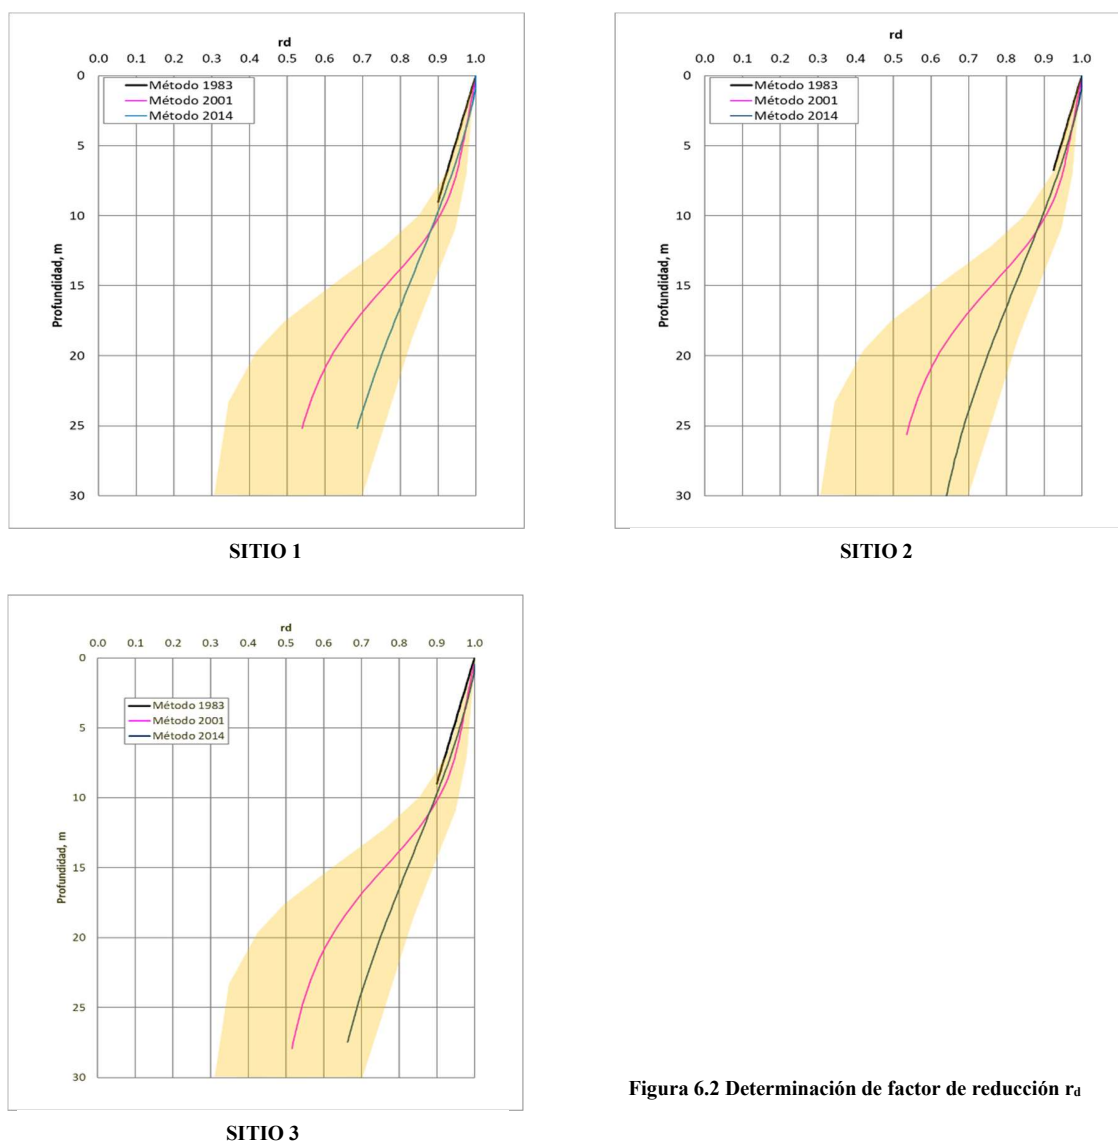 rd
0.0 0.1 0.2 0.3 0.4 0.5 0.6 0.7 0.8 0.9 1.0
0
5
10
15
20
25
30
Profundidad, m
Método 1983
Método 2001
Método 2014
SITIO 1
rd
0.0 0.1 0.2 0.3 0.4 0.5 0.6 0.7 0.8 0.9 1.0
0
5
10
15
20
25
30
Profundidad, m
Método 1983
Método 2001
Método 2014
SITIO 2
rd
0.0 0.1 0.2 0.3 0.4 0.5 0.6 0.7 0.8 0.9 1.0
0
5
10
15
20
25
30
Profundidad, m
Método 1983
Método 2001
Método 2014
SITIO 3
Figura 6.2 Determinación de factor de reducción rd